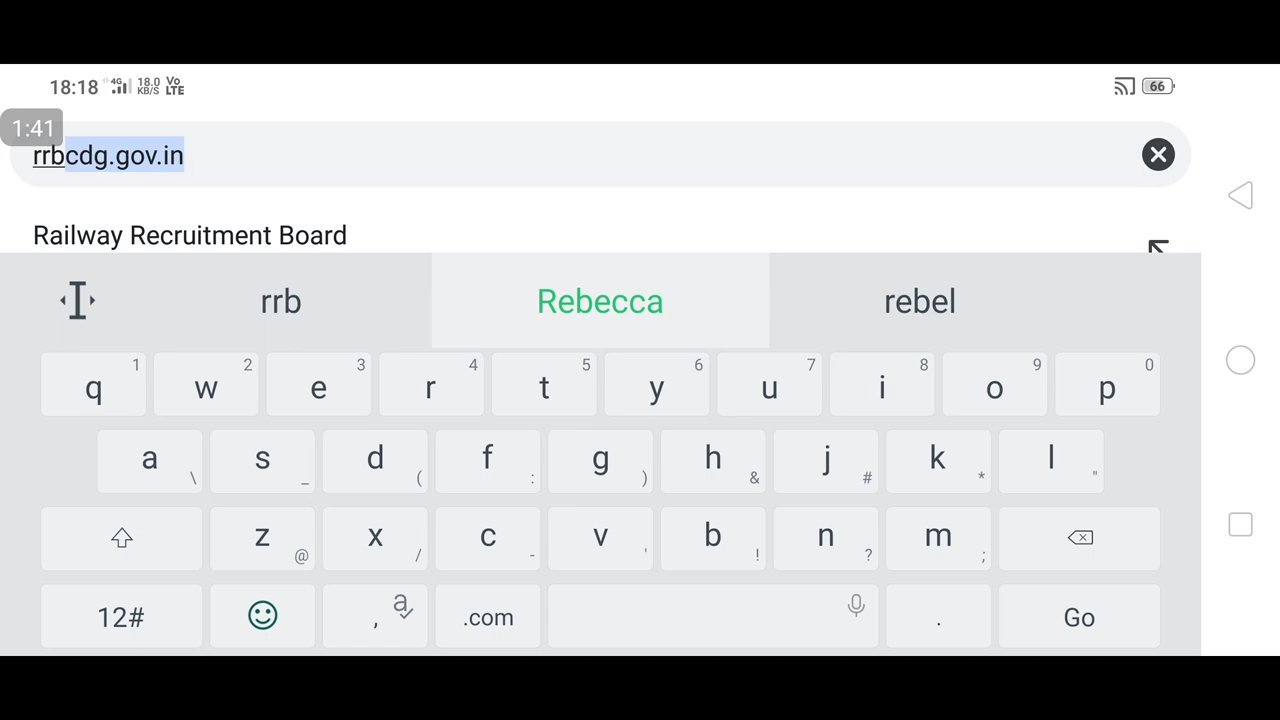 18:18 4G 18.0 KB/S Vo LTE 66
1:41
rrbcdg.gov.in
Railway Recruitment Board
rrb Rebecca rebel
q 1 w 2 e 3 r 4 t 5 y 6 u 7 i 8 o 9 p 0
a \ s _ d ( f : g ) h & j # k * l "
z @ x / c - v ' b ! n ? m ;
12# , a .com . Go